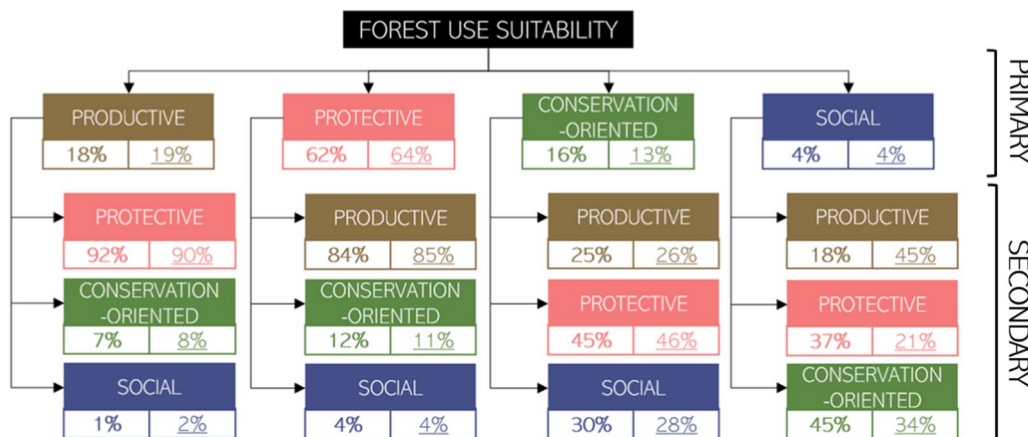 FOREST USE SUITABILITY
PRIMARY
PRODUCTIVE
18% 19%
PROTECTIVE
62% 64%
CONSERVATION
-ORIENTED
16% 13%
SOCIAL
4% 4%
SECONDARY
PROTECTIVE
92% 90%
CONSERVATION
-ORIENTED
7% 8%
SOCIAL
1% 2%
PRODUCTIVE
84% 85%
CONSERVATION
-ORIENTED
12% 11%
SOCIAL
4% 4%
PRODUCTIVE
25% 26%
PROTECTIVE
45% 46%
SOCIAL
30% 28%
PRODUCTIVE
18% 45%
PROTECTIVE
37% 21%
CONSERVATION
-ORIENTED
45% 34%